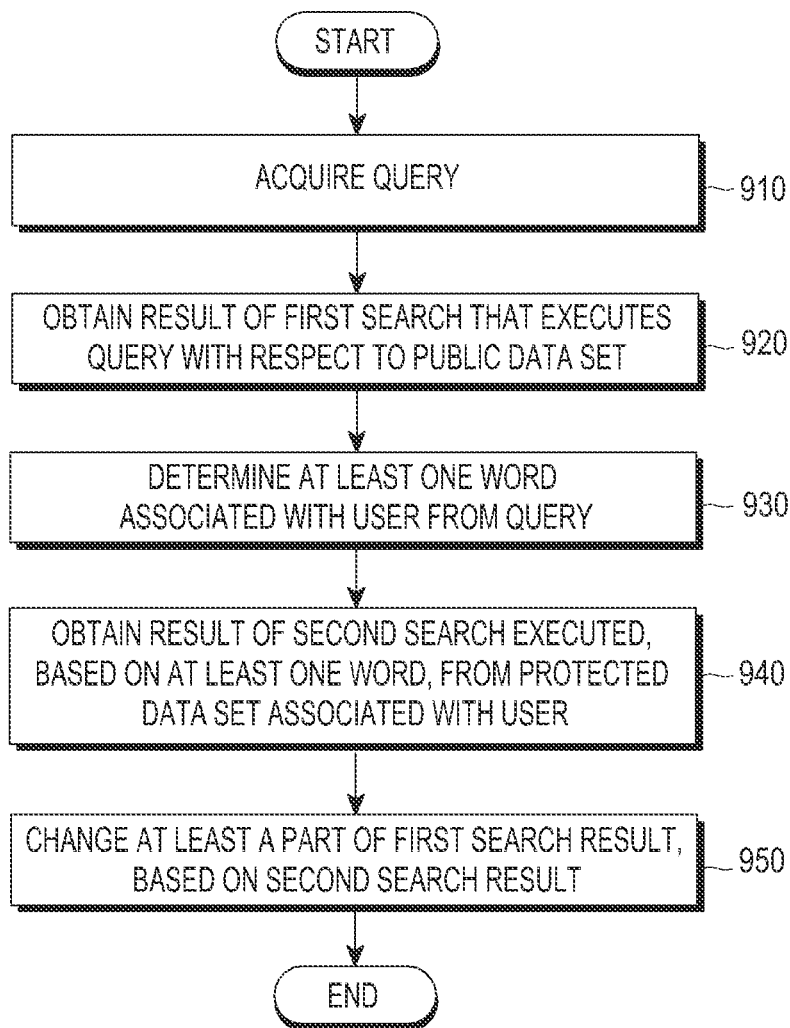 START
ACQUIRE QUERY
910
OBTAIN RESULT OF FIRST SEARCH THAT EXECUTES
QUERY WITH RESPECT TO PUBLIC DATA SET
920
DETERMINE AT LEAST ONE WORD
ASSOCIATED WITH USER FROM QUERY
930
OBTAIN RESULT OF SECOND SEARCH EXECUTED,
BASED ON AT LEAST ONE WORD, FROM PROTECTED
DATA SET ASSOCIATED WITH USER
940
CHANGE AT LEAST A PART OF FIRST SEARCH RESULT,
BASED ON SECOND SEARCH RESULT
950
END